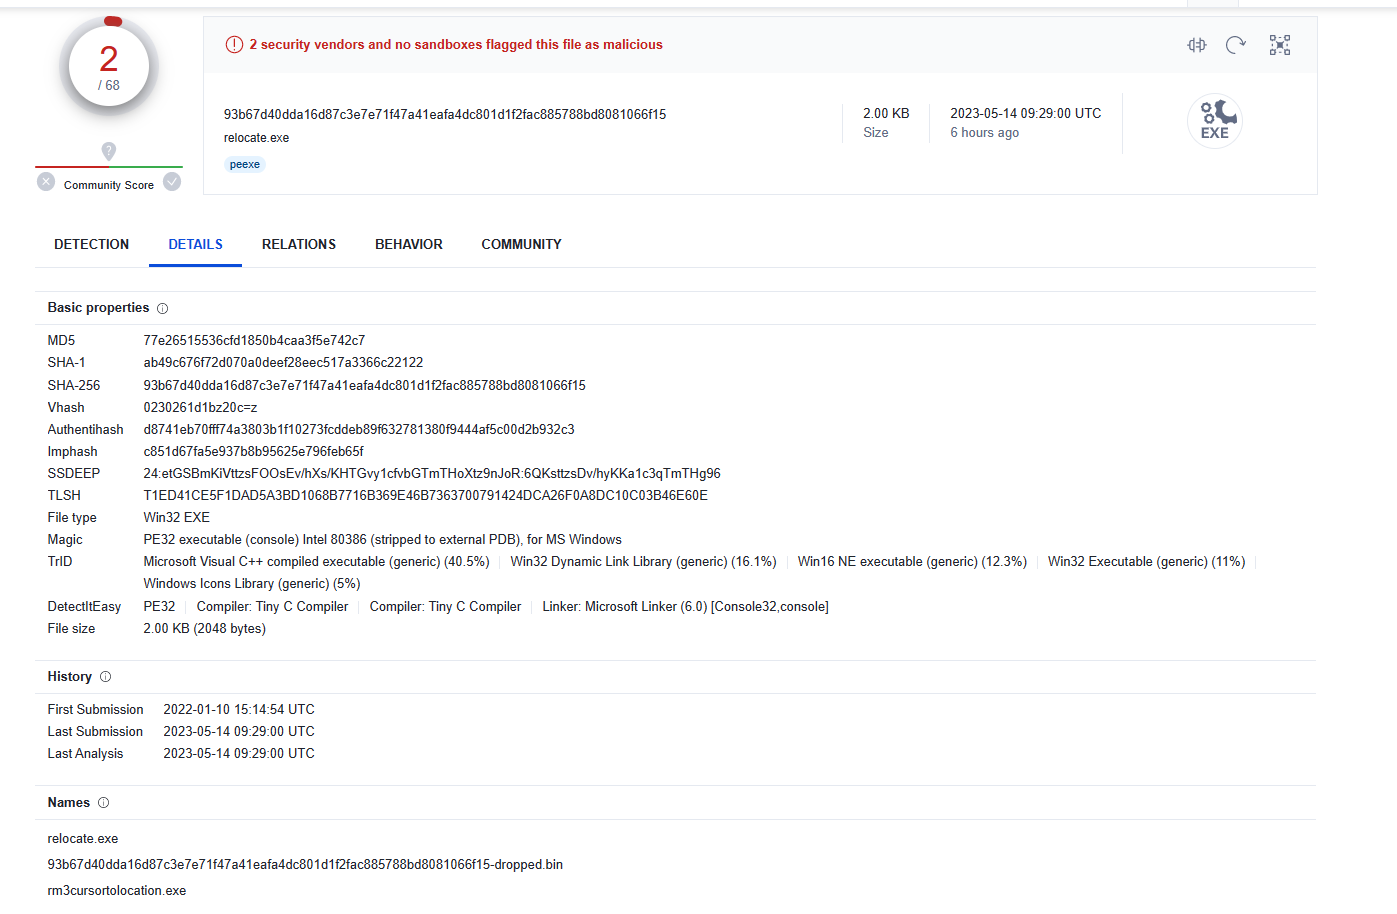 2
/ 68
Community Score
2 security vendors and no sandboxes flagged this file as malicious
93b67d40dda16d87c3e7e71f47a41eafa4dc801d1f2fac885788bd8081066f15
relocate.exe
peexe
2.00 KB
Size
2023-05-14 09:29:00 UTC
6 hours ago
EXE
DETECTION DETAILS RELATIONS BEHAVIOR COMMUNITY
Basic properties
MD5 77e26515536cfd1850b4caa3f5e742c7
SHA-1 ab49c676f72d070a0deef28eec517a3366c22122
SHA-256 93b67d40dda16d87c3e7e71f47a41eafa4dc801d1f2fac885788bd8081066f15
Vhash 0230261d1bz20c=z
Authentihash d8741eb70fff74a3803b1f10273fcddeb89f632781380f9444af5c00d2b932c3
Imphash c851d67fa5e937b8b95625e796feb65f
SSDEEP 24:etGSBmKiVttzsFOOsEv/hXs/KHTGvy1cfvbGTmTHoXtz9nJoR:6QKsttzsDv/hyKKa1c3qTmTHg96
TLSH T1ED41CE5F1DAD5A3BD1068B7716B369E46B7363700791424DCA26F0A8DC10C03B46E60E
File type Win32 EXE
Magic PE32 executable (console) Intel 80386 (stripped to external PDB), for MS Windows
TrID Microsoft Visual C++ compiled executable (generic) (40.5%) Win32 Dynamic Link Library (generic) (16.1%) Win16 NE executable (generic) (12.3%) Win32 Executable (generic) (11%)
Windows Icons Library (generic) (5%)
DetectItEasy PE32 Compiler: Tiny C Compiler Compiler: Tiny C Compiler Linker: Microsoft Linker (6.0) [Console32,console]
File size 2.00 KB (2048 bytes)
History
First Submission 2022-01-10 15:14:54 UTC
Last Submission 2023-05-14 09:29:00 UTC
Last Analysis 2023-05-14 09:29:00 UTC
Names
relocate.exe
93b67d40dda16d87c3e7e71f47a41eafa4dc801d1f2fac885788bd8081066f15-dropped.bin
rm3cursortolocation.exe